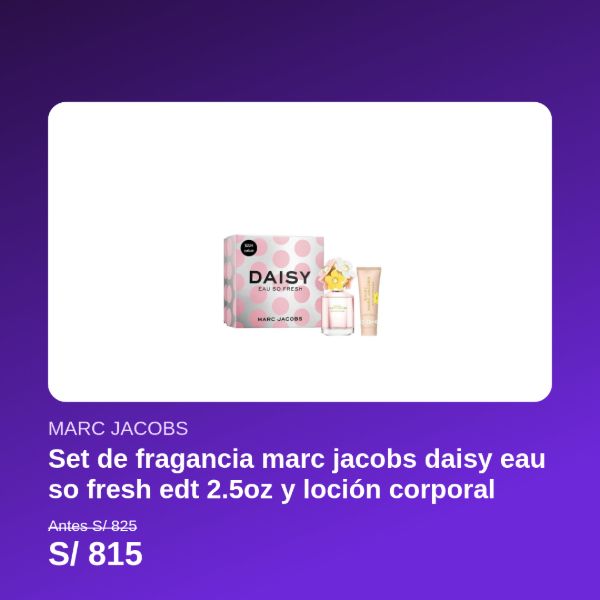 DAISY
EAU SO FRESH
MARC JACOBS
MARC JACOBS
Set de fragancia marc jacobs daisy eau
so fresh edt 2.5oz y loción corporal
Antes S/ 825
S/ 815